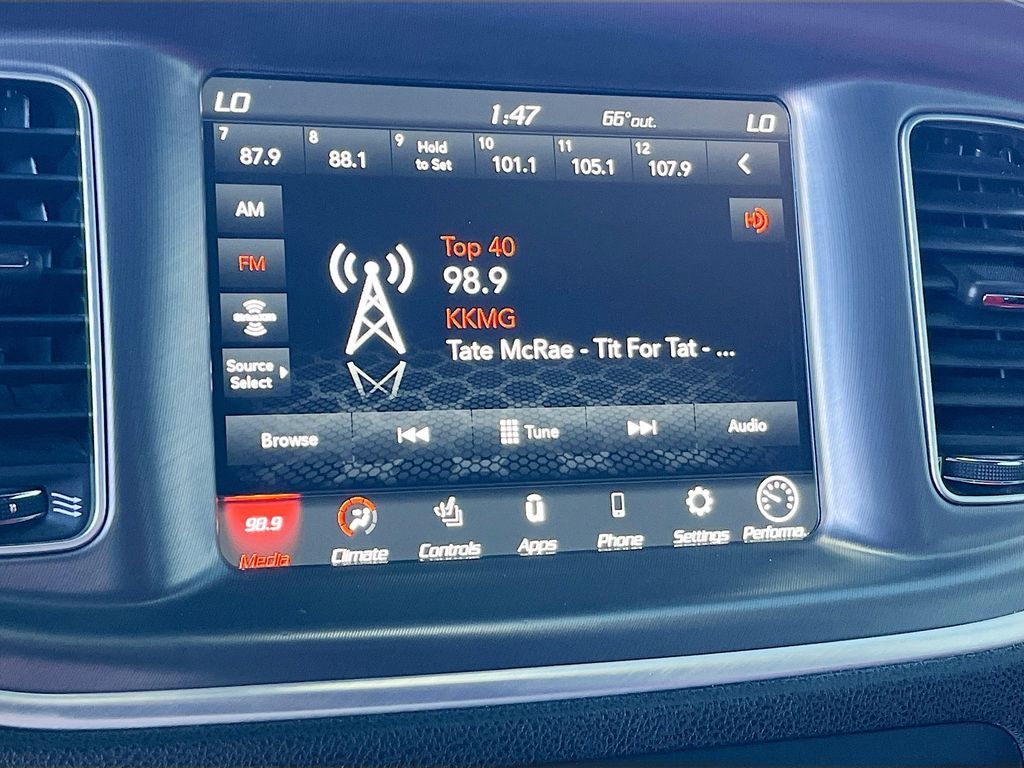 LO 1:47 66°out. LO
7 87.9
8 88.1
9 Hold
to Set
10 101.1
11 105.1
12 107.9
AM
HD
FM
SiriusXM
Source
Select
Top 40
98.9
KKMG
Tate McRae - Tit For Tat - ...
Browse Tune Audio
98.9
Media Climate Controls Apps Phone Settings Performa..